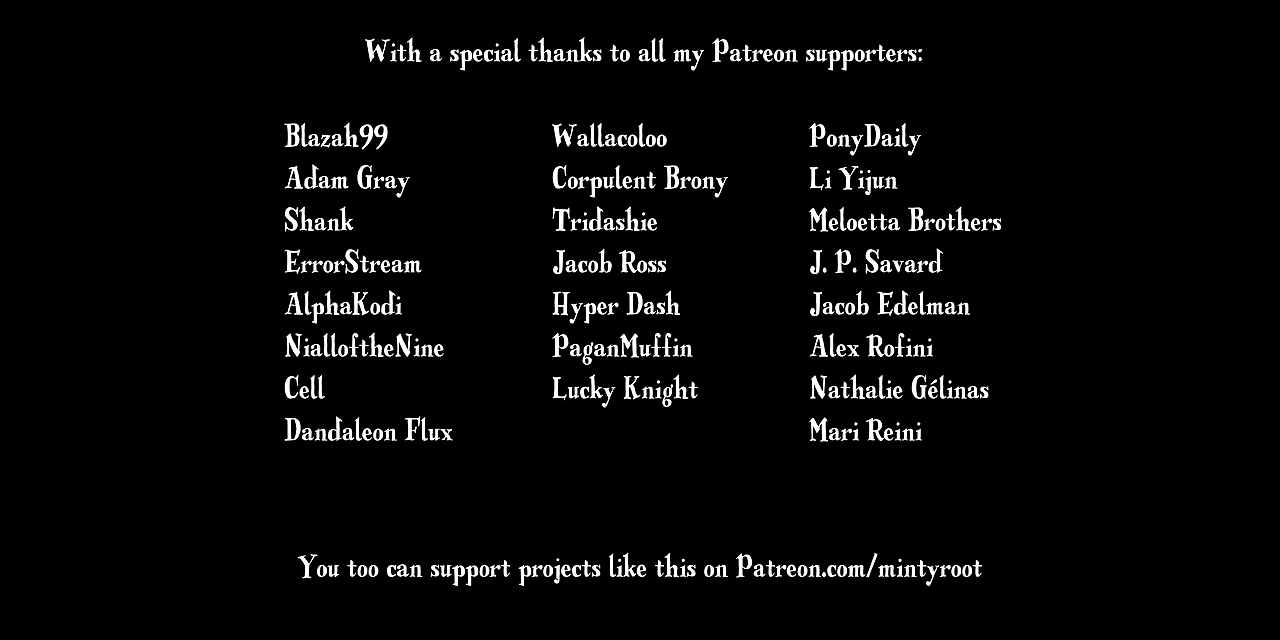 With a special thanks to all my Patreon supporters:
Blazah99
Adam Gray
Shank
ErrorStream
AlphaKodi
NialloftheNine
Cell
Dandaleon Flux
Wallacoloo
Corpulent Brony
Tridashie
Jacob Ross
Hyper Dash
PaganMuffin
Lucky Knight
PonyDaily
Li Yijun
Meloetta Brothers
J. P. Savard
Jacob Edelman
Alex Rofini
Nathalie Gélinas
Mari Reini
You too can support projects like this on Patreon.com/mintyroot